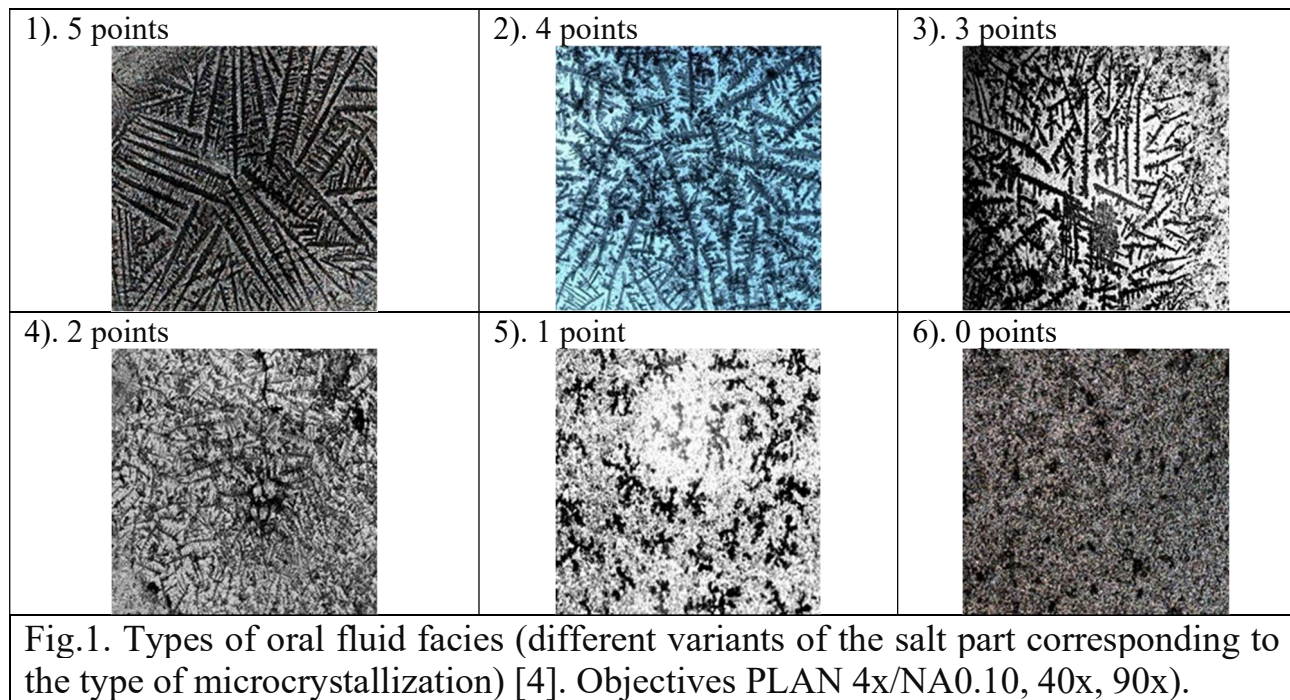 1). 5 points
2). 4 points
3). 3 points
4). 2 points
5). 1 point
6). 0 points
Fig.1. Types of oral fluid facies (different variants of the salt part corresponding to
the type of microcrystallization) [4]. Objectives PLAN 4x/NA0.10, 40x, 90x).